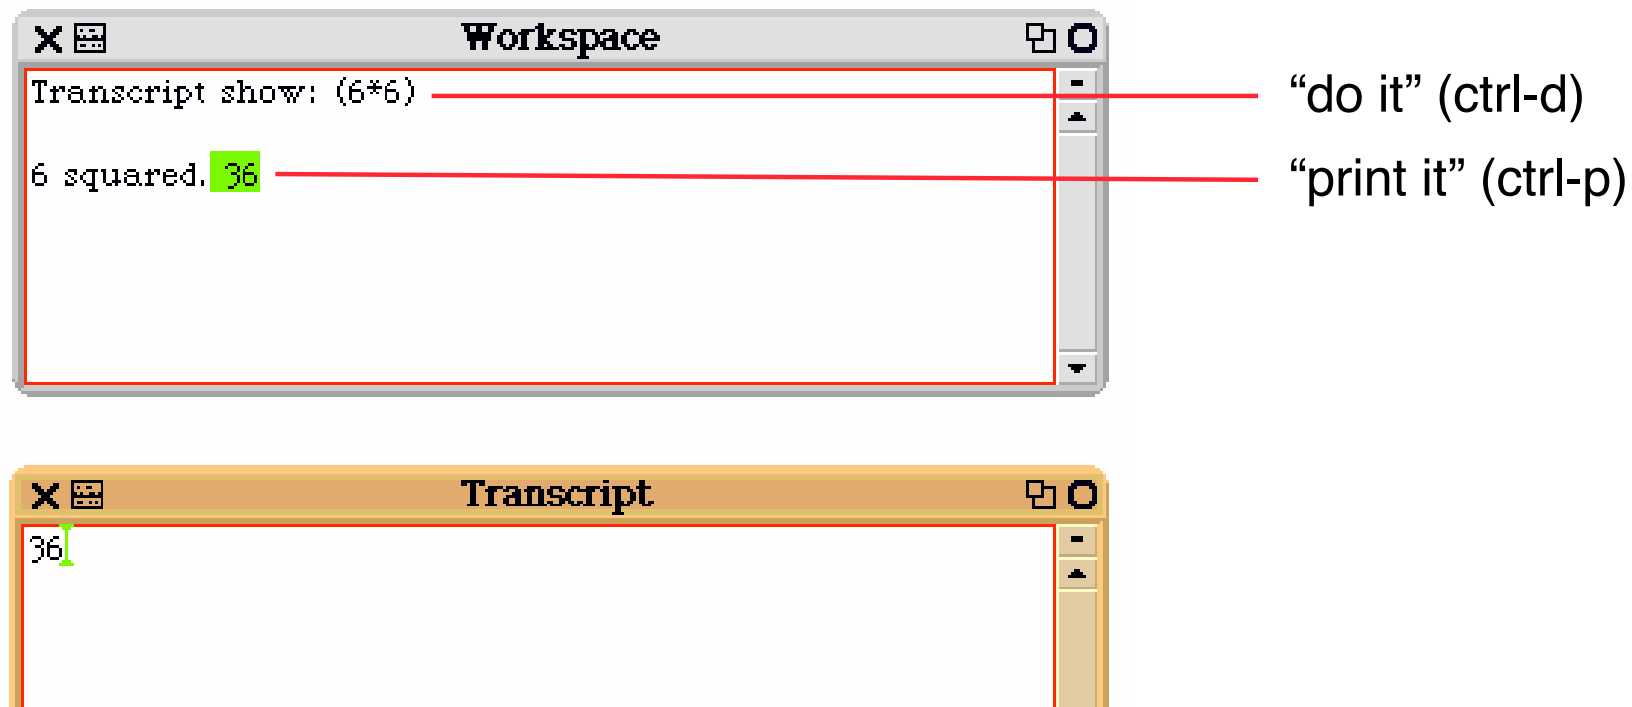 Workspace
Transcript show: (6*6)
“do it” (ctrl-d)
6 squared. 36
“print it” (ctrl-p)
Transcript
36